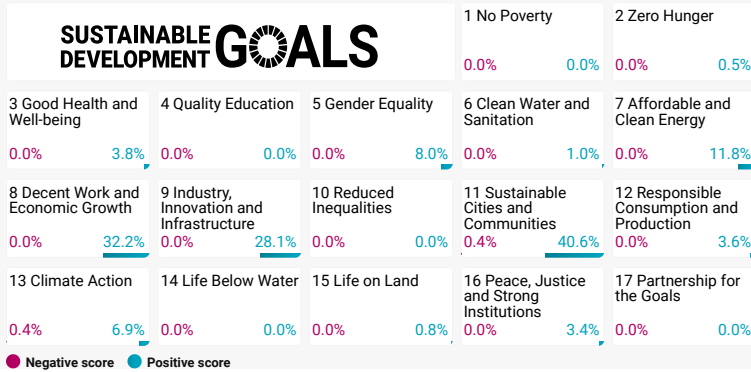 SUSTAINABLE
DEVELOPMENT
GOALS
1 No Poverty
0.0% 0.0%
2 Zero Hunger
0.0% 0.5%
3 Good Health and
Well-being
0.0% 3.8%
4 Quality Education
0.0% 0.0%
5 Gender Equality
0.0% 8.0%
6 Clean Water and
Sanitation
0.0% 1.0%
7 Affordable and
Clean Energy
0.0% 11.8%
8 Decent Work and
Economic Growth
0.0% 32.2%
9 Industry,
Innovation and
Infrastructure
0.0% 28.1%
10 Reduced
Inequalities
0.0% 0.0%
11 Sustainable
Cities and
Communities
0.4% 40.6%
12 Responsible
Consumption and
Production
0.0% 3.6%
13 Climate Action
0.4% 6.9%
14 Life Below Water
0.0% 0.0%
15 Life on Land
0.0% 0.8%
16 Peace, Justice
and Strong
Institutions
0.0% 3.4%
17 Partnership for
the Goals
0.0% 0.0%
Negative score Positive score